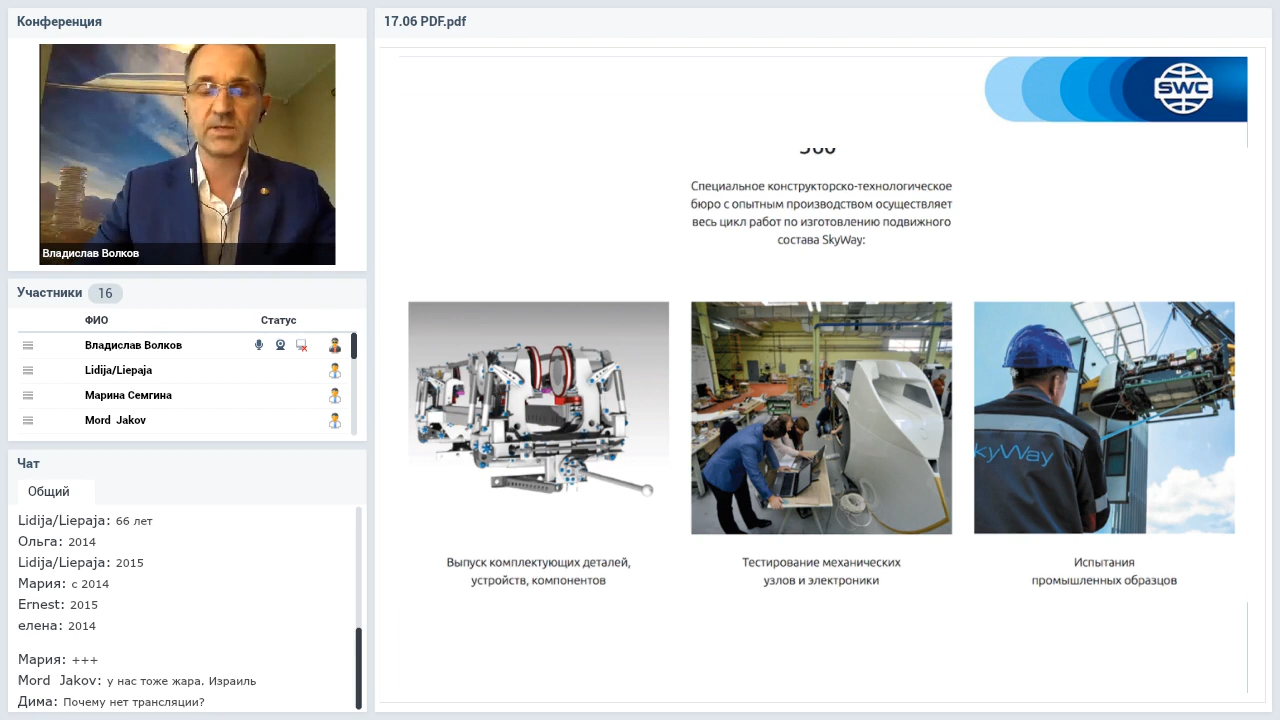 Конференция
Владислав Волков
Участники 16
ФИО Статус
Владислав Волков
Lidija/Liepaja
Марина Семгина
Mord Jakov
Чат
Общий
Lidija/Liepaja: 66 лет
Ольга: 2014
Lidija/Liepaja: 2015
Мария: с 2014
Ernest: 2015
елена: 2014
Мария: +++
Mord Jakov: у нас тоже жара. Израиль
Дима: Почему нет трансляции?
17.06 PDF.pdf
SWC
Специальное конструкторско-технологическое
бюро с опытным производством осуществляет
весь цикл работ по изготовлению подвижного
состава SkyWay:
kyWay
Выпуск комплектующих деталей,
устройств, компонентов
Тестирование механических
узлов и электроники
Испытания
промышленных образцов